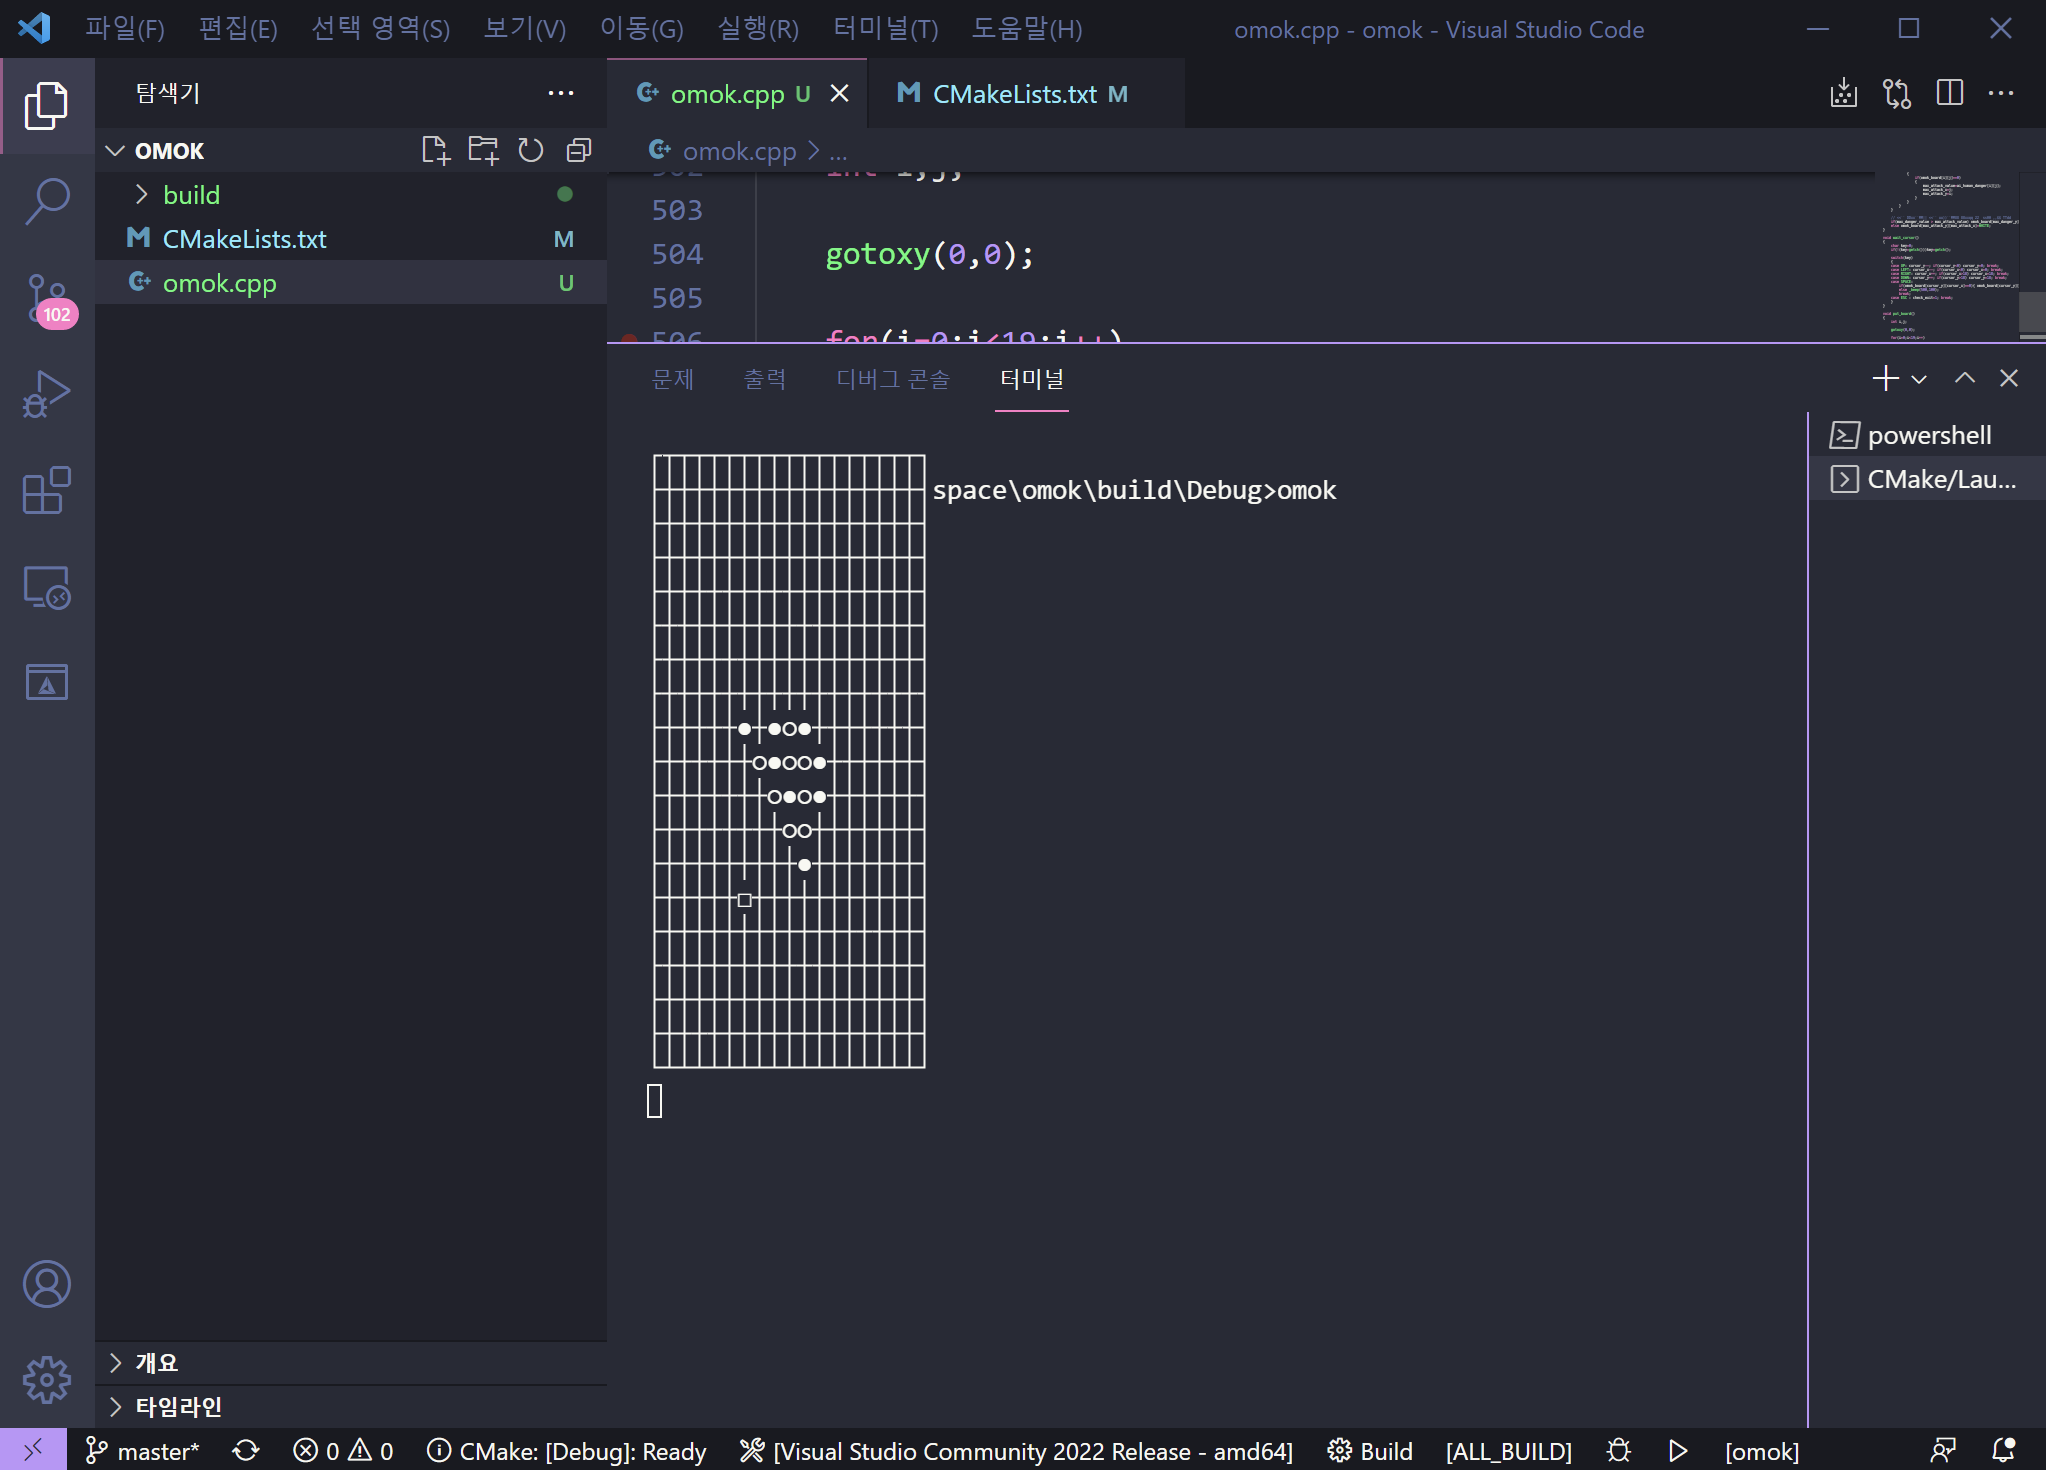 파일(F) 편집(E) 선택 영역(S) 보기(V) 이동(G) 실행(R) 터미널(T) 도움말(H) omok.cpp - omok - Visual Studio Code
탐색기
OMOK
build
CMakeLists.txt M
omok.cpp U
102
개요
타임라인
omok.cpp U CMakeLists.txt M
omok.cpp > ...
502 int i,j;
503
504 gotoxy(0,0);
505
506 for(i=0;i<19;i++)
문제 출력 디버그 콘솔 터미널
space\omok\build\Debug>omok
powershell
CMake/Lau...
master* 0 0 CMake: [Debug]: Ready [Visual Studio Community 2022 Release - amd64] Build [ALL_BUILD] [omok]